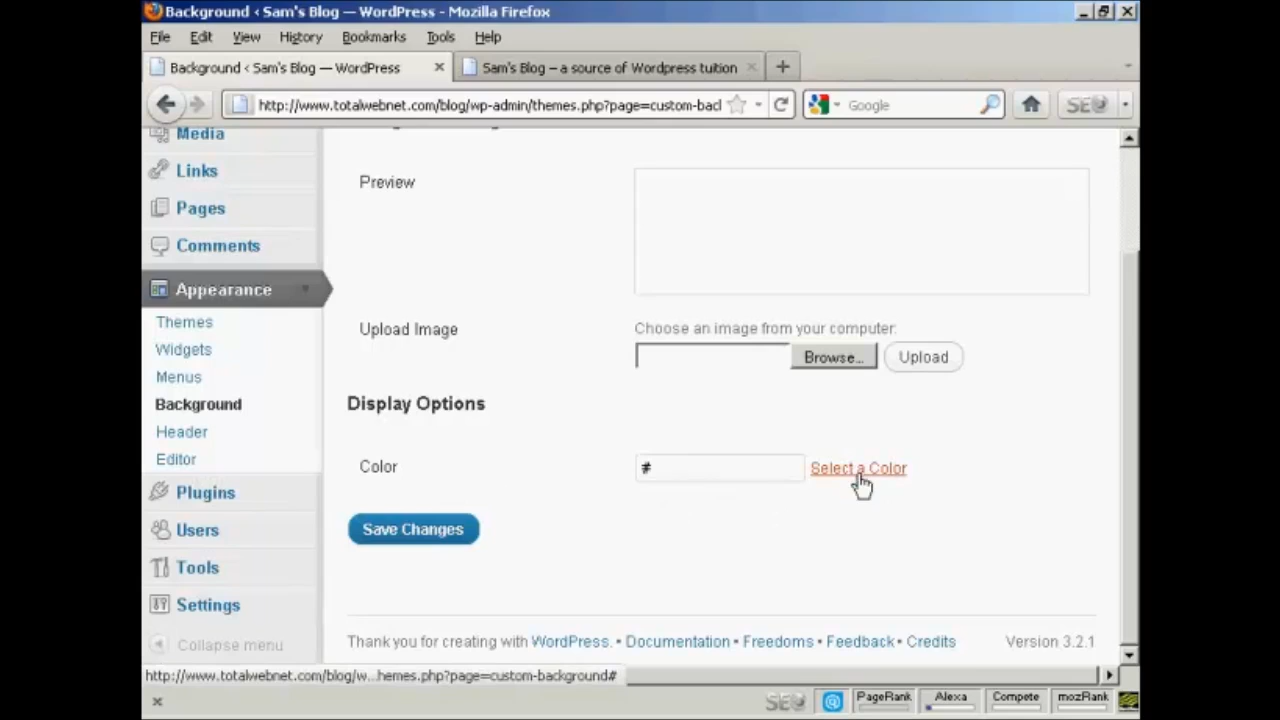 Background < Sam's Blog — WordPress - Mozilla Firefox
File Edit View History Bookmarks Tools Help
Background < Sam's Blog — WordPress
Sam's Blog – a source of Wordpress tuition
http://www.totalwebnet.com/blog/wp-admin/themes.php?page=custom-bacl
Google
SEO
Media
Links
Pages
Comments
Appearance
Themes
Widgets
Menus
Background
Header
Editor
Plugins
Users
Tools
Settings
Collapse menu
Preview
Upload Image
Choose an image from your computer:
Browse...
Upload
Display Options
Color
#
Select a Color
Save Changes
Thank you for creating with WordPress. • Documentation • Freedoms • Feedback • Credits
Version 3.2.1
http://www.totalwebnet.com/blog/w...hemes.php?page=custom-background#
SEO PageRank Alexa Compete mozRank